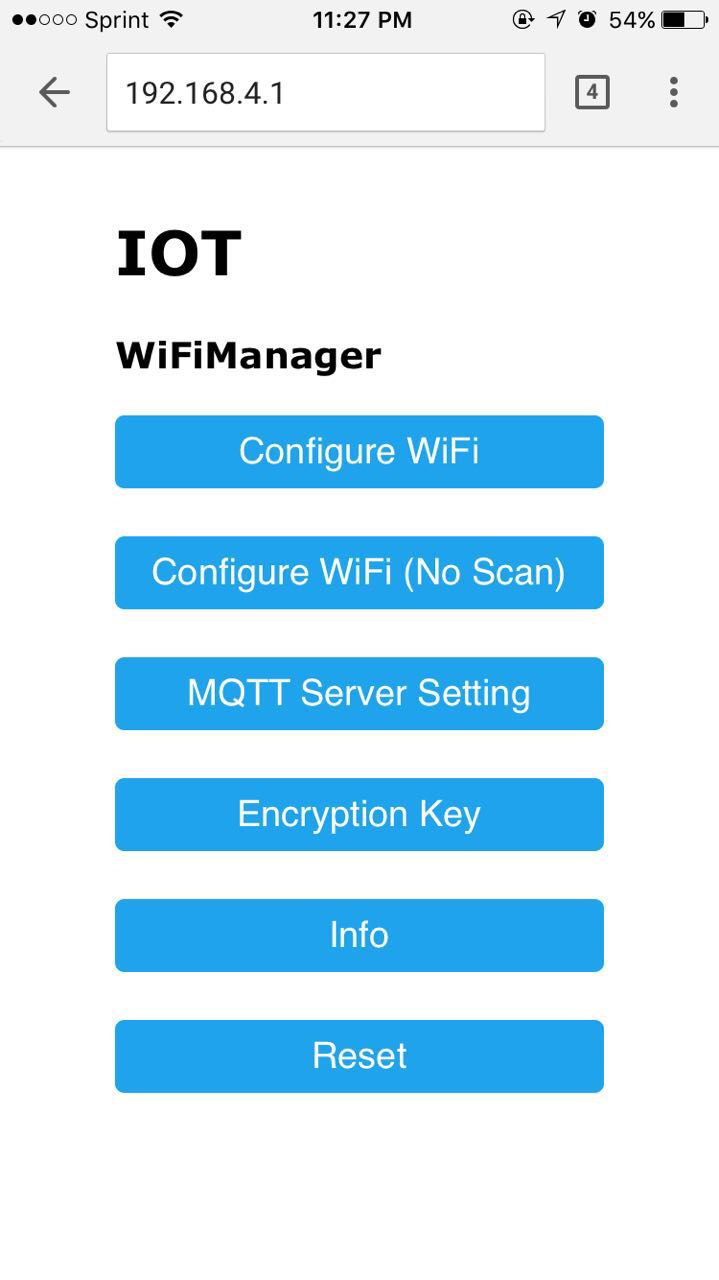 Sprint 11:27 PM 54%
192.168.4.1 4
IOT
WiFiManager
Configure WiFi
Configure WiFi (No Scan)
MQTT Server Setting
Encryption Key
Info
Reset